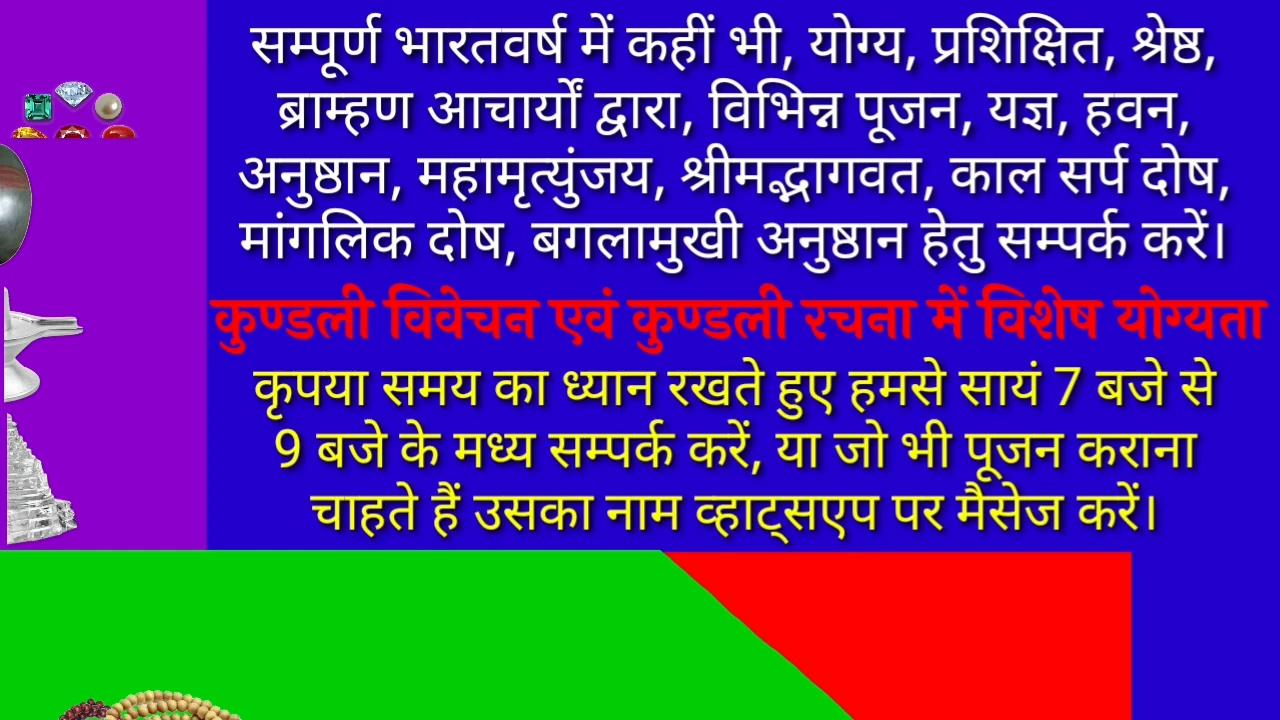 सम्पूर्ण भारतवर्ष में कहीं भी, योग्य, प्रशिक्षित, श्रेष्ठ,
ब्राम्हण आचार्यों द्वारा, विभिन्न पूजन, यज्ञ, हवन,
अनुष्ठान, महामृत्युंजय, श्रीमद्भागवत, काल सर्प दोष,
मांगलिक दोष, बगलामुखी अनुष्ठान हेतु सम्पर्क करें।
कुण्डली विवेचन एवं कुण्डली रचना में विशेष योग्यता
कृपया समय का ध्यान रखते हुए हमसे सायं 7 बजे से
9 बजे के मध्य सम्पर्क करें, या जो भी पूजन कराना
चाहते हैं उसका नाम व्हाट्सएप पर मैसेज करें।